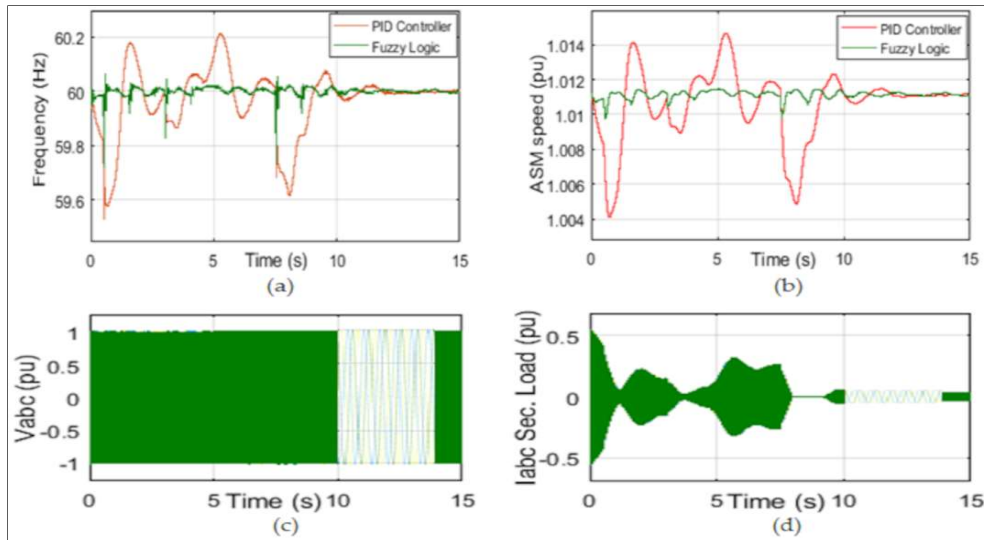 PID Controller
Fuzzy Logic
60.2
60
59.8
59.6
Frequency (Hz)
0
5
10
15
Time (s)
(a)
PID Controller
Fuzzy Logic
1.014
1.012
1.01
1.008
1.006
1.004
ASM speed (pu)
0
5
10
15
Time (s)
(b)
1
0.5
0
-0.5
-1
Vabc (pu)
0
5
10
15
Time (s)
(c)
0.5
0
-0.5
Iabc Sec. Load (pu)
0
5
10
15
Time (s)
(d)